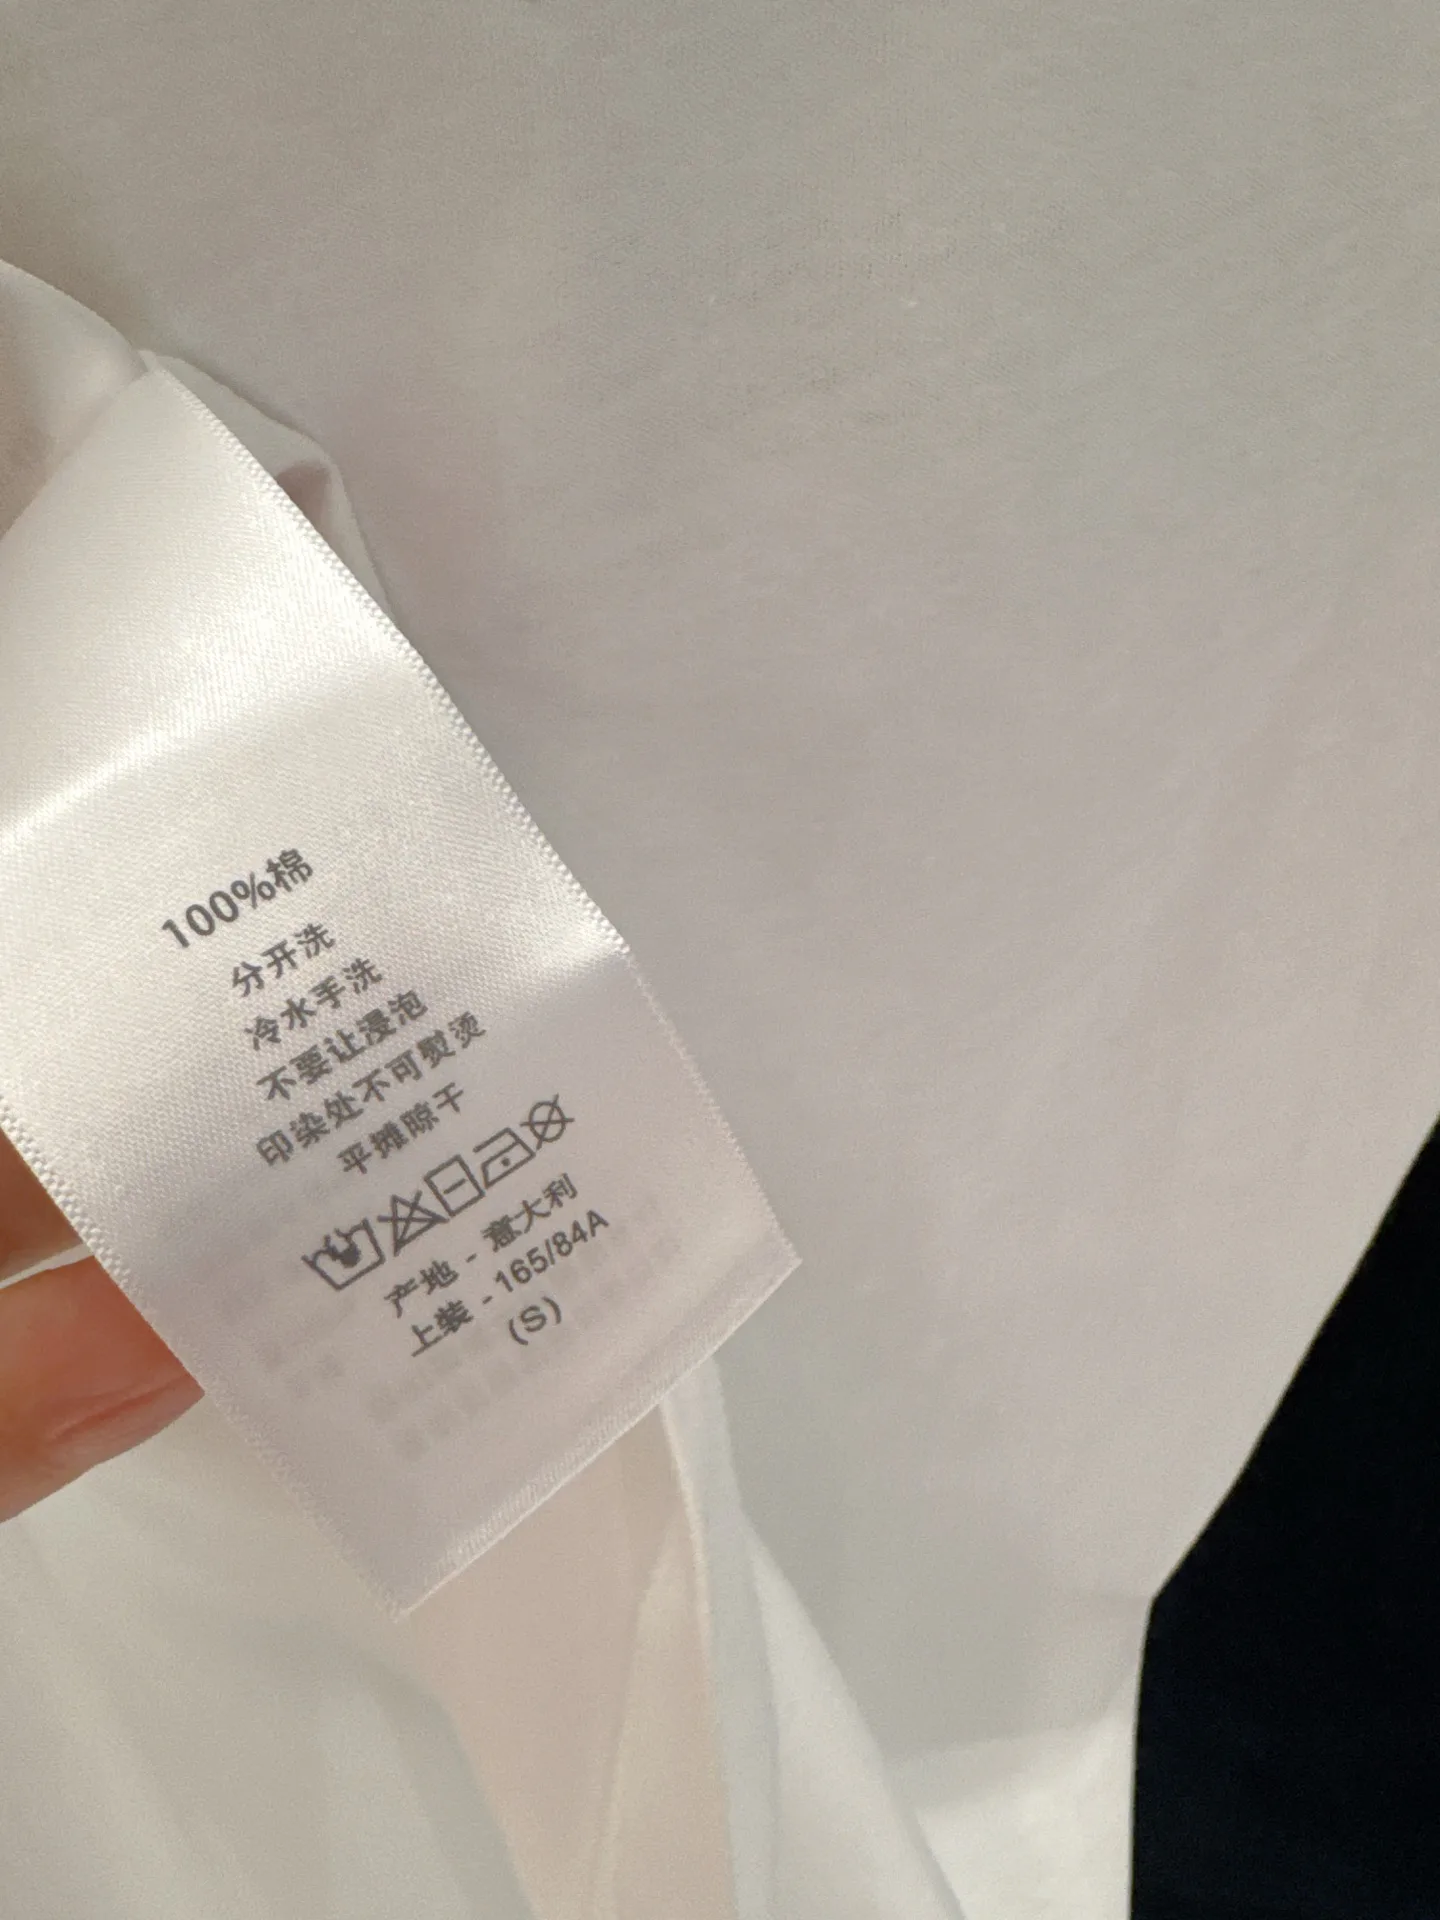 100%棉
分开洗
冷水手洗
不要让浸泡
印染处不可熨烫
平摊晾干
产地 - 意大利
上装 - 165/84A
(S)